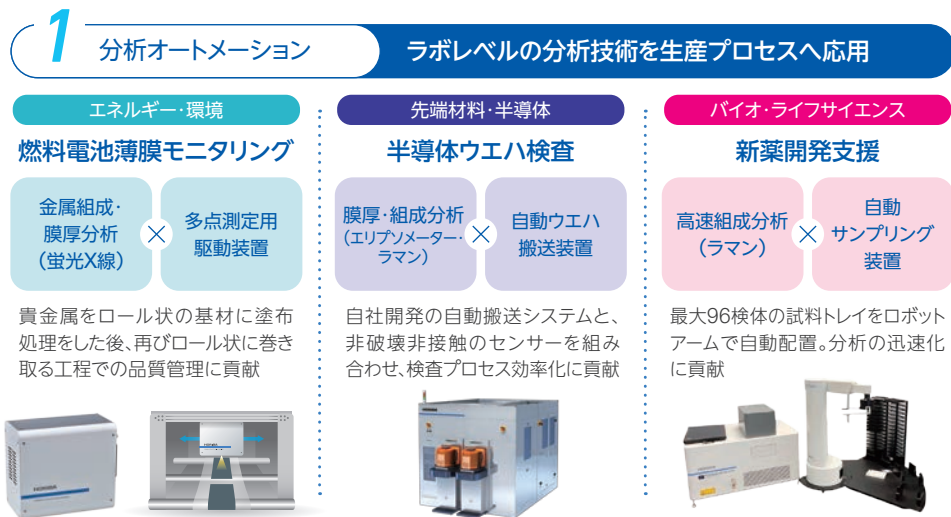 1 分析オートメーション ラボレベルの分析技術を生産プロセスへ応用
エネルギー・環境
燃料電池薄膜モニタリング
金属組成・
膜厚分析
(蛍光X線)
×
多点測定用
駆動装置
貴金属をロール状の基材に塗布
処理をした後、再びロール状に巻き
取る工程での品質管理に貢献
HORIBA
HORIBA
先端材料・半導体
半導体ウエハ検査
膜厚・組成分析
(エリプソメーター・
ラマン)
×
自動ウエハ
搬送装置
自社開発の自動搬送システムと、
非破壊非接触のセンサーを組み
合わせ、検査プロセス効率化に貢献
バイオ・ライフサイエンス
新薬開発支援
高速組成分析
(ラマン)
×
自動
サンプリング
装置
最大96検体の試料トレイをロボット
アームで自動配置。分析の迅速化
に貢献